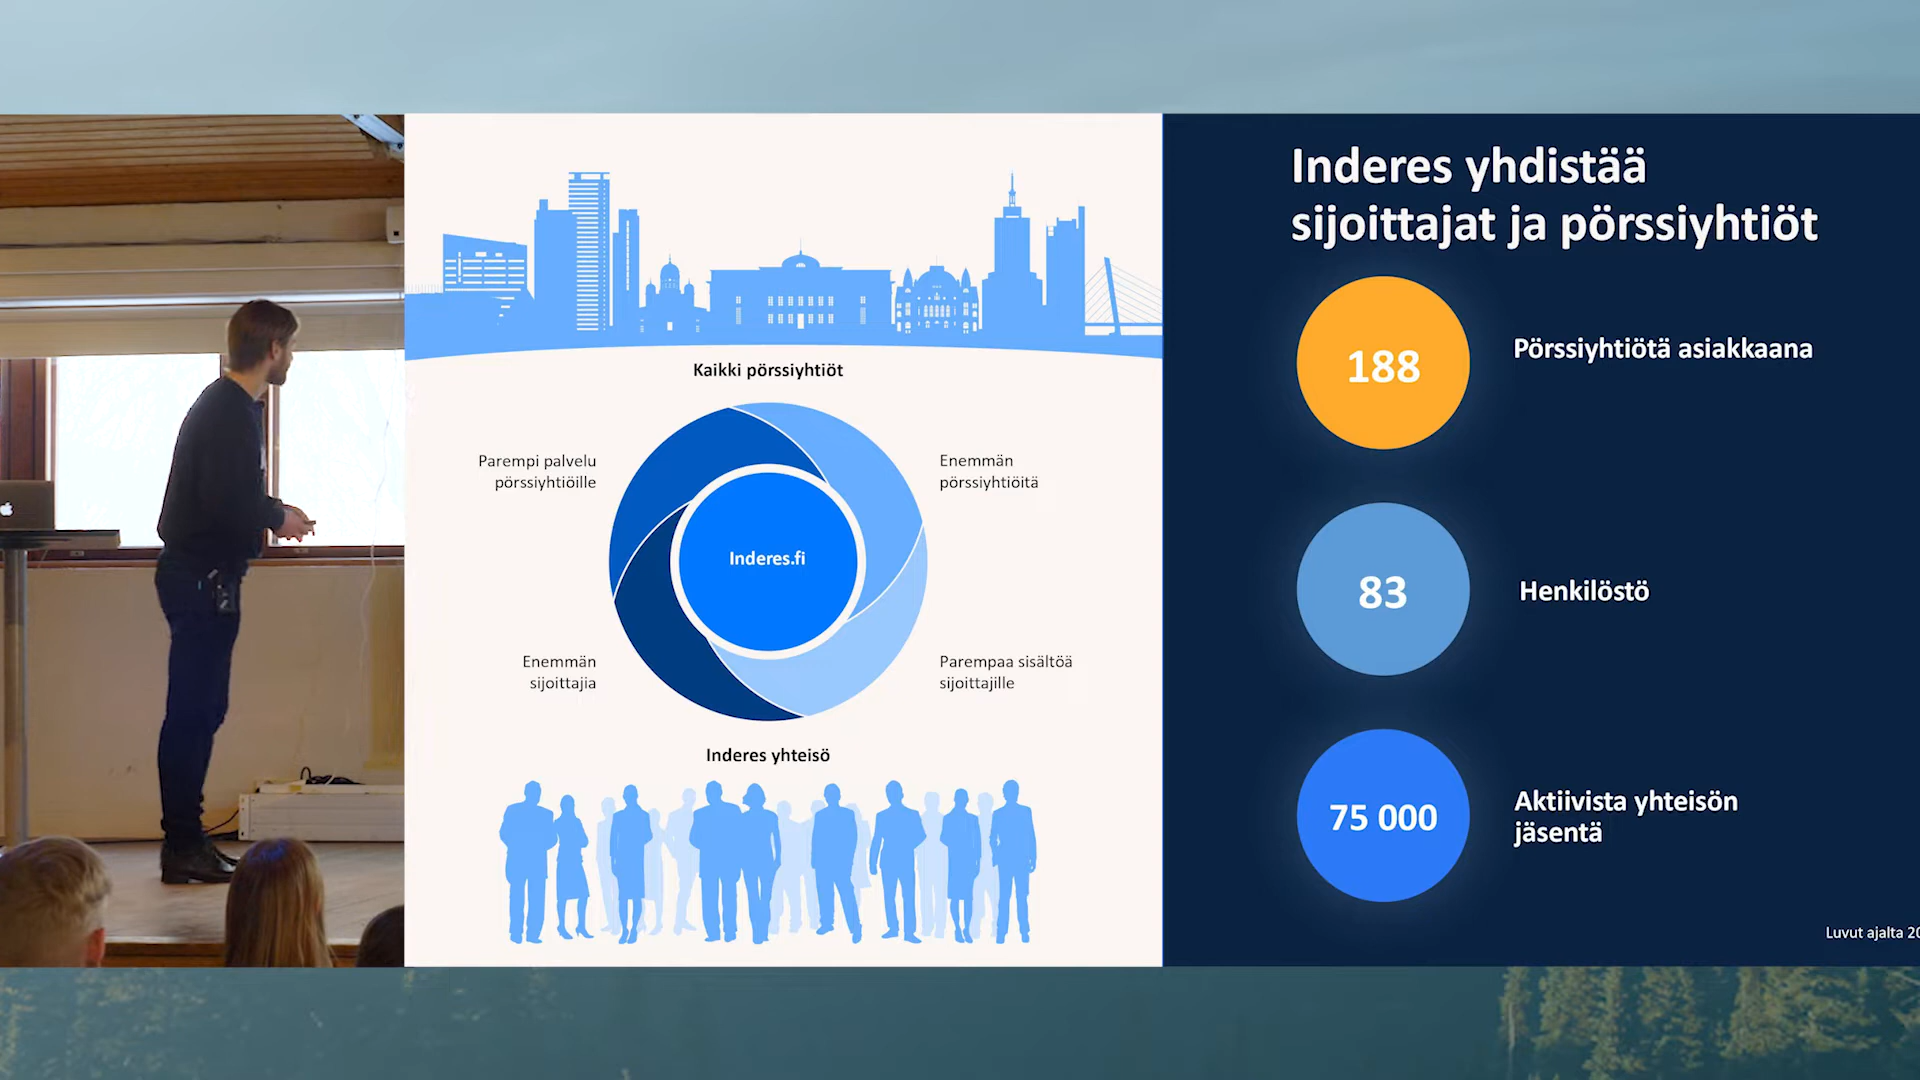 Inderes yhdistää
sijoittajat ja pörssiyhtiöt
Kaikki pörssiyhtiöt
Parempi palvelu
pörssiyhtiöille
Enemmän
pörssiyhtiöitä
Inderes.fi
Enemmän
sijoittajia
Parempaa sisältöä
sijoittajille
Inderes yhteisö
188
Pörssiyhtiötä asiakkaana
83
Henkilöstö
75 000
Aktiivista yhteisön
jäsentä
Luvut ajalta